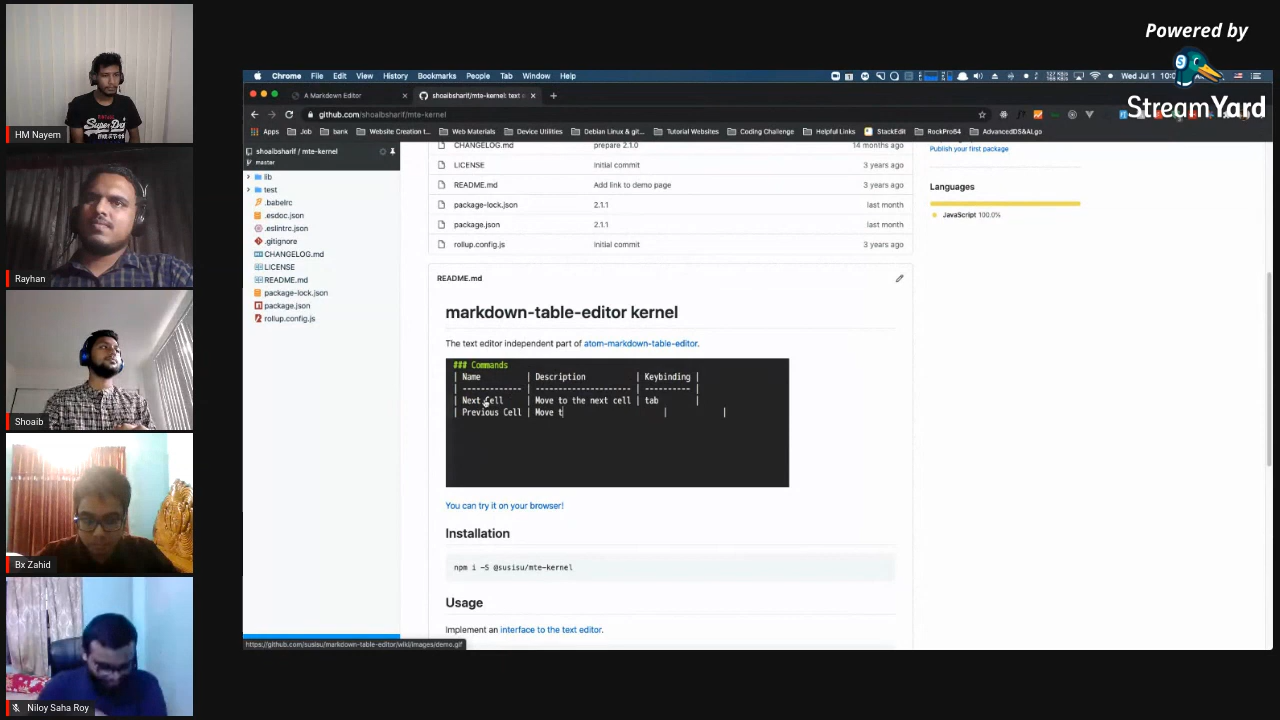 Powered by
StreamYard
HM Nayem
Rayhan
Shoaib
Bx Zahid
Niloy Saha Roy
Chrome File Edit View History Bookmarks People Tab Window Help
Wed Jul 1
A Markdown Editor
shoaibsharif/mte-kernel: text e
github.com/shoaibsharif/mte-kernel
Apps Job bank Website Creation t... Web Downloaders Device Utilities Debian Linux & git... Tutorial Websites Coding Challenge Helpful Links StackEdit RockPro64 AdvancedDS&ALgo
shoaibsharif / mte-kernel
master
lib
test
.babelrc
.esdoc.json
.eslintrc.json
.gitignore
CHANGELOG.md
LICENSE
README.md
package-lock.json
package.json
rollup.config.js
CHANGELOG.md prepare 2.1.0 14 months ago
LICENSE Initial commit 3 years ago
README.md Add link to demo page 3 years ago
package-lock.json 2.1.1 last month
package.json 2.1.1 last month
rollup.config.js Initial commit 3 years ago
Publish your first package
Languages
JavaScript 100.0%
README.md
markdown-table-editor kernel
The text editor independent part of atom-markdown-table-editor.
### Commands
| Name | Description | Keybinding |
| ------------- | --------------------- | ---------- |
| Next Cell | Move to the next cell | tab |
| Previous Cell | Move t | |
You can try it on your browser!
Installation
npm i -S @susisu/mte-kernel
Usage
Implement an interface to the text editor.
https://github.com/susisu/markdown-table-editor/wiki/images/demo.gif